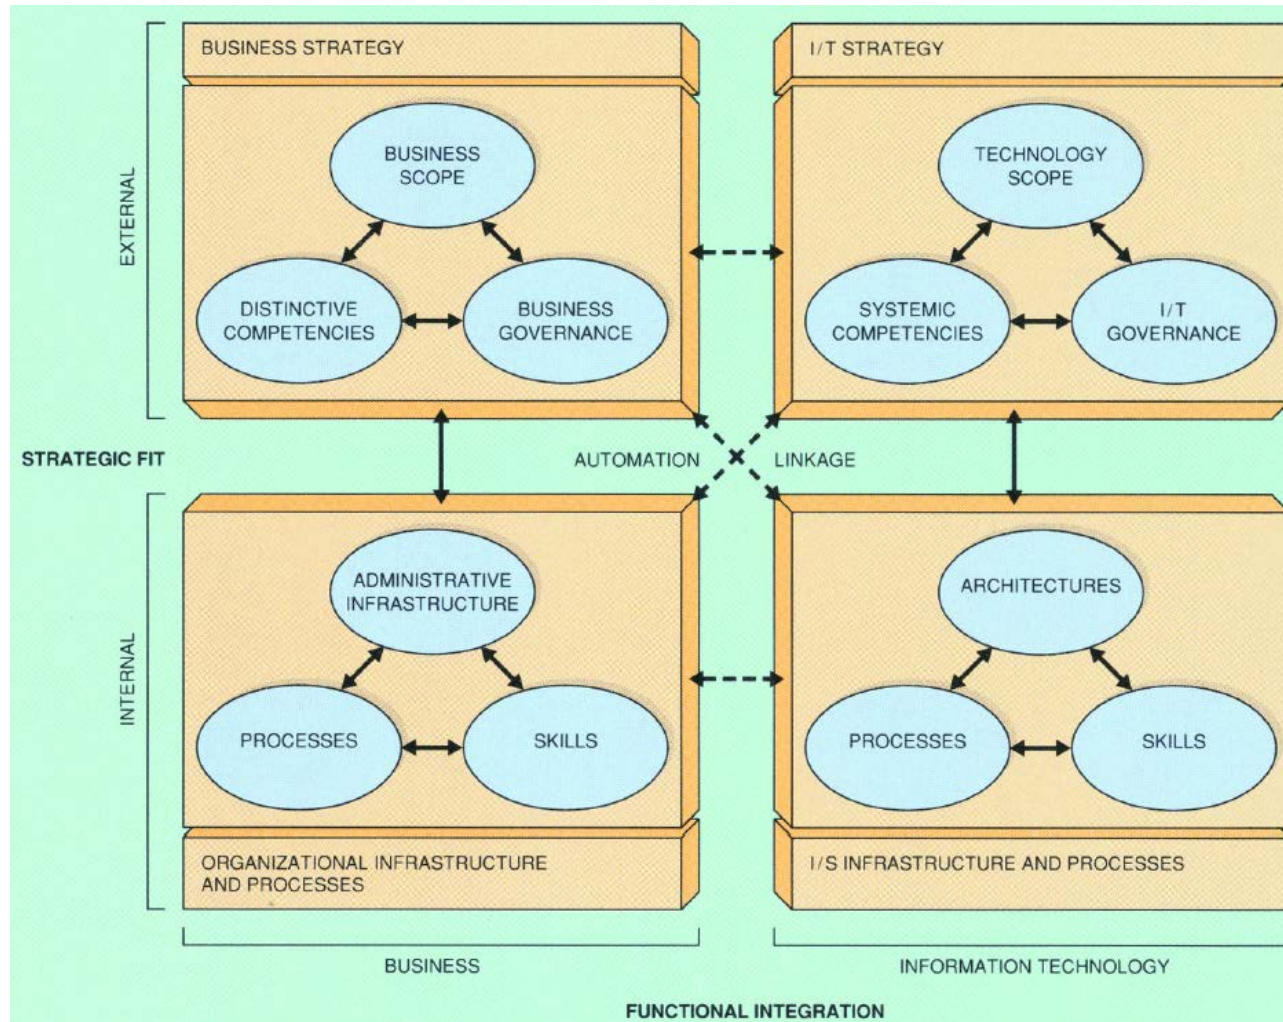 BUSINESS STRATEGY
I/T STRATEGY
BUSINESS
SCOPE
TECHNOLOGY
SCOPE
EXTERNAL
DISTINCTIVE
COMPETENCIES
BUSINESS
GOVERNANCE
SYSTEMIC
COMPETENCIES
I/T
GOVERNANCE
STRATEGIC FIT
AUTOMATION
LINKAGE
ADMINISTRATIVE
INFRASTRUCTURE
ARCHITECTURES
INTERNAL
PROCESSES
SKILLS
PROCESSES
SKILLS
ORGANIZATIONAL INFRASTRUCTURE
AND PROCESSES
I/S INFRASTRUCTURE AND PROCESSES
BUSINESS
INFORMATION TECHNOLOGY
FUNCTIONAL INTEGRATION